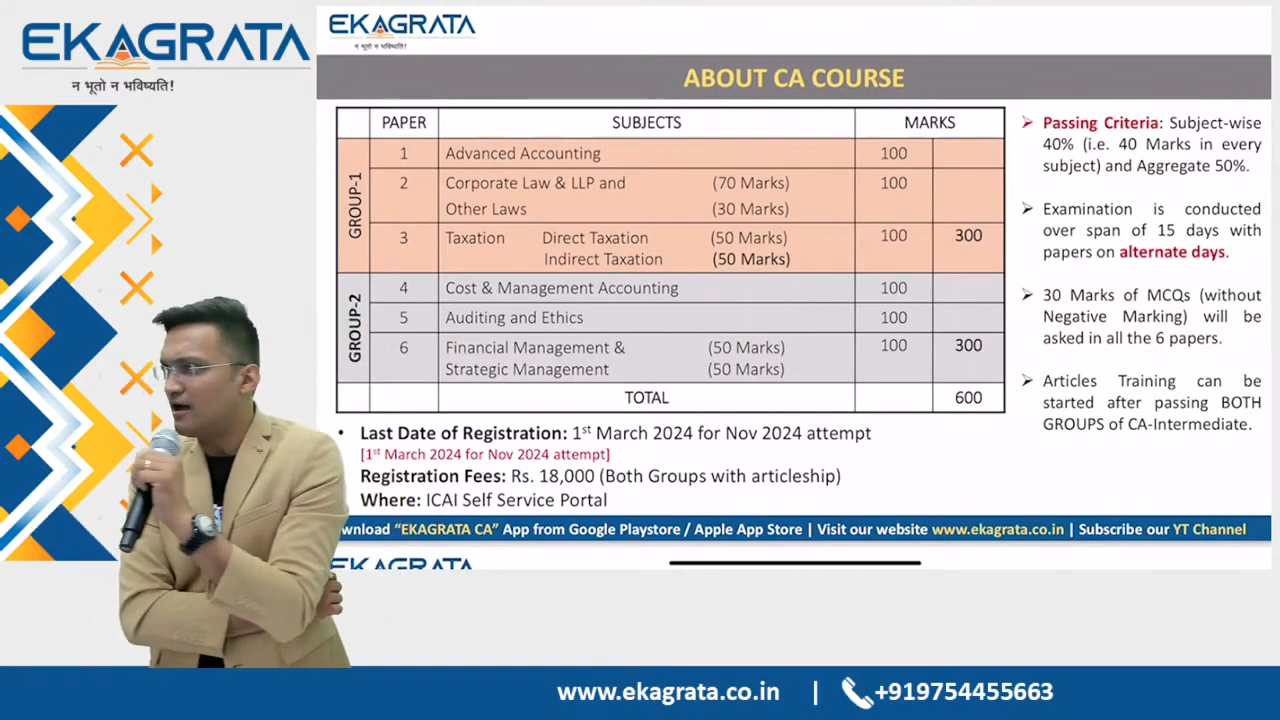 EKAGRATA
न भूतो न भविष्यति!
EKAGRATA
न भूतो न भविष्यति!
ABOUT CA COURSE
PAPER SUBJECTS MARKS
GROUP-1
1 Advanced Accounting 100
2 Corporate Law & LLP and (70 Marks) 100
Other Laws (30 Marks)
3 Taxation Direct Taxation (50 Marks) 100 300
Indirect Taxation (50 Marks)
GROUP-2
4 Cost & Management Accounting 100
5 Auditing and Ethics 100
6 Financial Management & (50 Marks) 100 300
Strategic Management (50 Marks)
TOTAL 600
➢ Passing Criteria: Subject-wise
40% (i.e. 40 Marks in every
subject) and Aggregate 50%.
➢ Examination is conducted
over span of 15 days with
papers on alternate days.
➢ 30 Marks of MCQs (without
Negative Marking) will be
asked in all the 6 papers.
➢ Articles Training can be
started after passing BOTH
GROUPS of CA-Intermediate.
• Last Date of Registration: 1st March 2024 for Nov 2024 attempt
[1st March 2024 for Nov 2024 attempt]
Registration Fees: Rs. 18,000 (Both Groups with articleship)
Where: ICAI Self Service Portal
wnload “EKAGRATA CA” App from Google Playstore / Apple App Store | Visit our website www.ekagrata.co.in | Subscribe our YT Channel
EKAGRATA
www.ekagrata.co.in | +919754455663